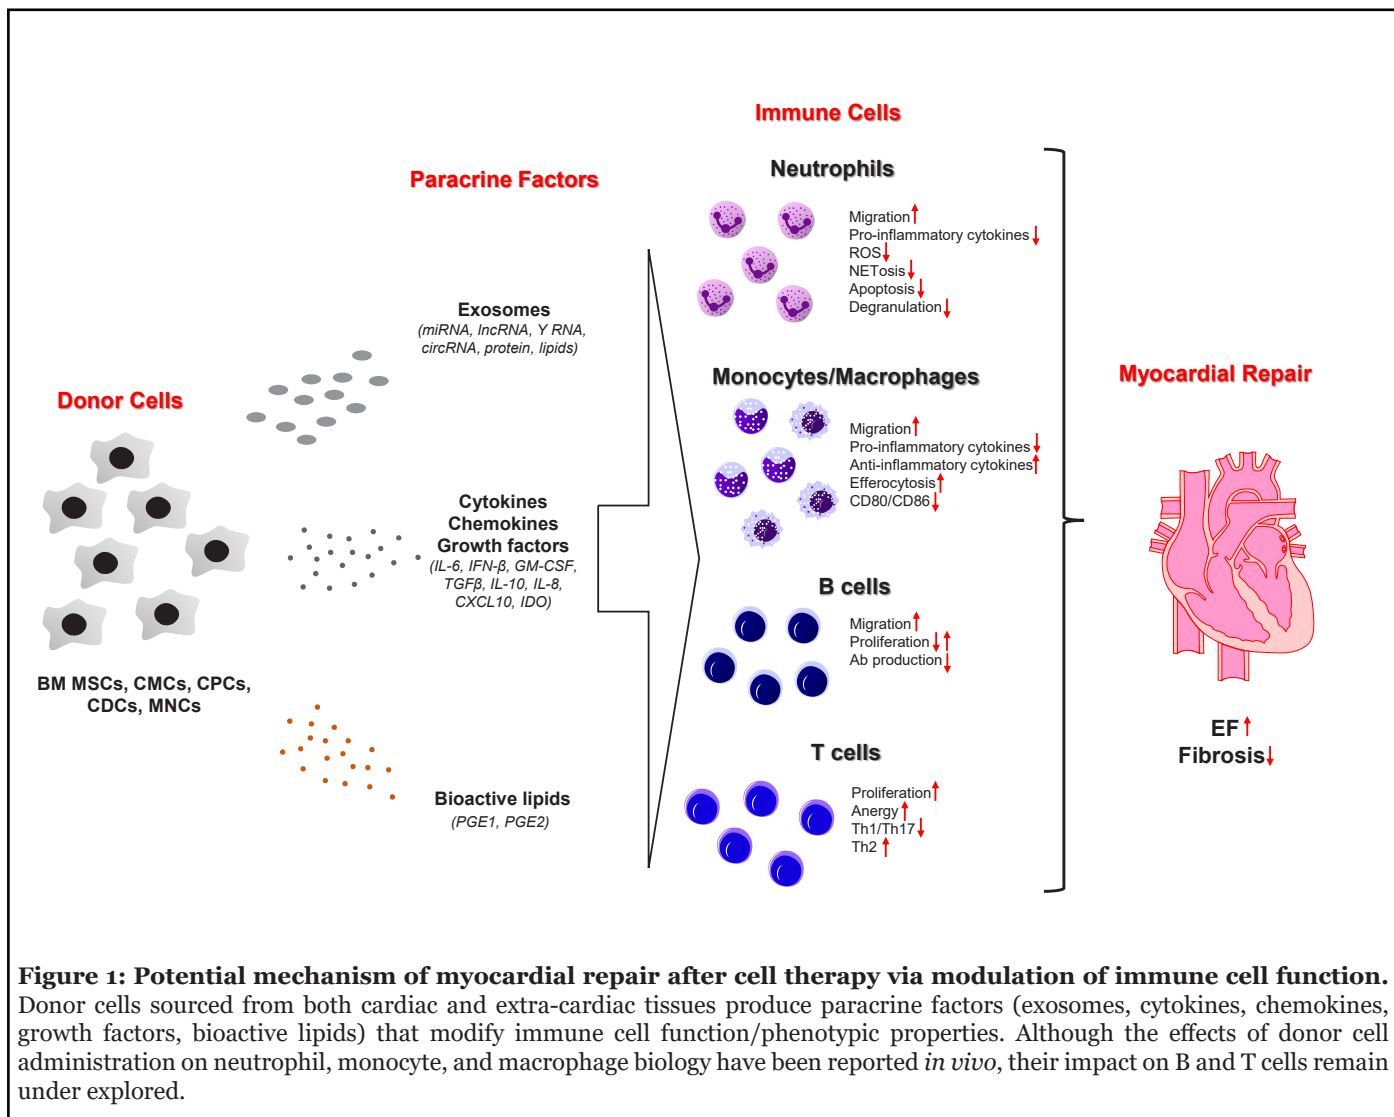 Immune Cells
Paracrine Factors
Neutrophils
Migration↑
Pro-inflammatory cytokines↓
ROS↓
NETosis↓
Apoptosis↓
Degranulation↓
Exosomes
(miRNA, lncRNA, Y RNA,
circRNA, protein, lipids)
Donor Cells
Monocytes/Macrophages
Migration↑
Pro-inflammatory cytokines↓
Anti-inflammatory cytokines↑
Efferocytosis↑
CD80/CD86↓
Myocardial Repair
Cytokines
Chemokines
Growth factors
(IL-6, IFN-β, GM-CSF,
TGFβ, IL-10, IL-8,
CXCL10, IDO)
B cells
Migration↑
Proliferation↓↑
Ab production↓
BM MSCs, CMCs, CPCs,
CDCs, MNCs
EF↑
Fibrosis↓
T cells
Proliferation↑
Anergy↑
Th1/Th17↓
Th2↑
Bioactive lipids
(PGE1, PGE2)
Figure 1: Potential mechanism of myocardial repair after cell therapy via modulation of immune cell function.
Donor cells sourced from both cardiac and extra-cardiac tissues produce paracrine factors (exosomes, cytokines, chemokines,
growth factors, bioactive lipids) that modify immune cell function/phenotypic properties. Although the effects of donor cell
administration on neutrophil, monocyte, and macrophage biology have been reported in vivo, their impact on B and T cells remain
under explored.